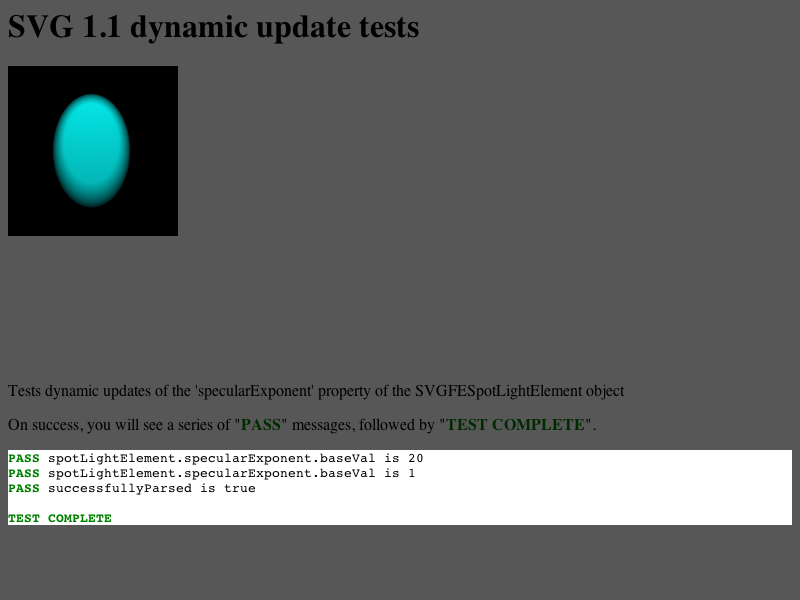 SVG 1.1 dynamic update tests
Tests dynamic updates of the 'specularExponent' property of the SVGFESpotLightElement object
On success, you will see a series of "PASS" messages, followed by "TEST COMPLETE".
PASS spotLightElement.specularExponent.baseVal is 20
PASS spotLightElement.specularExponent.baseVal is 1
PASS successfullyParsed is true
TEST COMPLETE